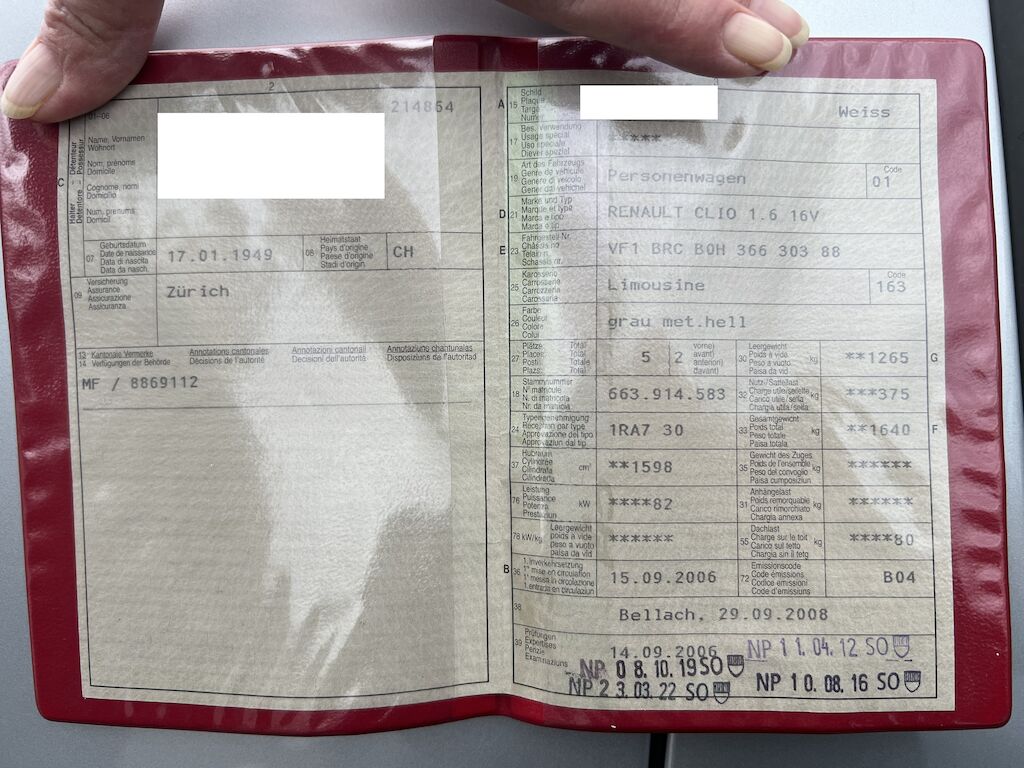 2
01-06
214864
Halter - Détenteur
Detentore - Possessur
C
Name, Vornamen
Wohnort
Nom, prénoms
Domicile
Cognome, nomi
Domicilio
Num, prenums
Domicil
07
Geburtsdatum
Date de naissance
Data di nascita
Data da nasch.
17.01.1949
08
Heimatstaat
Pays d'origine
Paese d'origine
Stadi d'origin
CH
09
Versicherung
Assurance
Assicurazione
Assicuranza
Zürich
13 Kantonale Vermerke Annotations cantonales Annotazioni cantonali Annotaziuns chantunalas
14 Verfügungen der Behörde Décisions de l'autorité Decisioni dell'autorità Disposiziuns da l'autoritad
MF / 8869112
A
15
Schild
Plaque
Targa
Weiss
17
Bes. Verwendung
Usage spécial
Uso speciale
Diever spezial
*****
19
Art des Fahrzeugs
Genre de véhicule
Genere di veicolo
Gener da vehichel
Personenwagen
Code
01
D
21
Marke und Typ
Marque et type
Marca e tipo
Marca e tip
RENAULT CLIO 1.6 16V
E
23
Fahrgestell Nr.
Châssis no
Telaio n.
Schassis nr.
VF1 BRC B0H 366 303 88
25
Karosserie
Carrosserie
Carrozzeria
Carossaria
Limousine
Code
163
26
Farbe
Couleur
Colore
Colur
grau met.hell
27
Plätze: Total
Places: Total
Posti: Totale
Plazs: Total
5 2
vorne)
avant)
anteriori)
davant)
30
Leergewicht
Poids à vide
Peso a vuoto
Paisa da vid
kg
**1265
G
18
Stammnummer
N° matricule
N. di matricola
Nr. da matricla
663.914.583
32
Nutz-/Sattellast
Charge utile/sellette
Carico utile/sella
Chargia utila/sella
kg
***375
24
Typengenehmigung
Réception par type
Approvazione del tipo
Approvaziun dal tip
1RA7 30
33
Gesamtgewicht
Poids total
Peso totale
Paisa totala
kg
**1640
F
37
Hubraum
Cylindrée
Cilindrata
Cilindrada
cm³
**1598
35
Gewicht des Zuges
Poids de l'ensemble
Peso del convoglio
Paisa cumposiziun
kg
******
76
Leistung
Puissance
Potenza
Prestaziun
kW
****82
31
Anhängelast
Poids remorquable
Carico rimorchiato
Chargia annexa
kg
******
78 kW/kg
Leergewicht
poids à vide
peso a vuoto
paisa da vid
******
55
Dachlast
Charge sur le toit
Carico sul tetto
Chargia sin il tetg
kg
****80
B
36
1. Inverkehrsetzung
1re mise en circulation
1a messa in circolazione
1. entrada en circulaziun
15.09.2006
72
Emissionscode
Code émissions
Codice emissioni
Code d'emissiuns
B04
38
Bellach, 29.09.2008
39
Prüfungen
Expertises
Perizie
Examinaziuns
14.09.2006
NP 11.04.12 SO
NP 08.10.19 SO
NP 23.03.22 SO
NP 10.08.16 SO